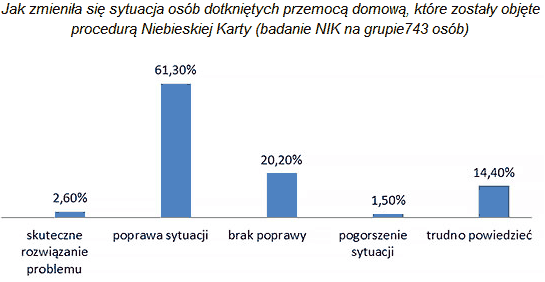 Jak zmieniła się sytuacja osób dotkniętych przemocą domową, które zostały objęte
procedurą Niebieskiej Karty (badanie NIK na grupie743 osób)
61,30%
20,20%
14,40%
2,60%
1,50%
skuteczne
rozwiązanie
problemu
poprawa sytuacji
brak poprawy
pogorszenie
sytuacji
trudno powiedzieć